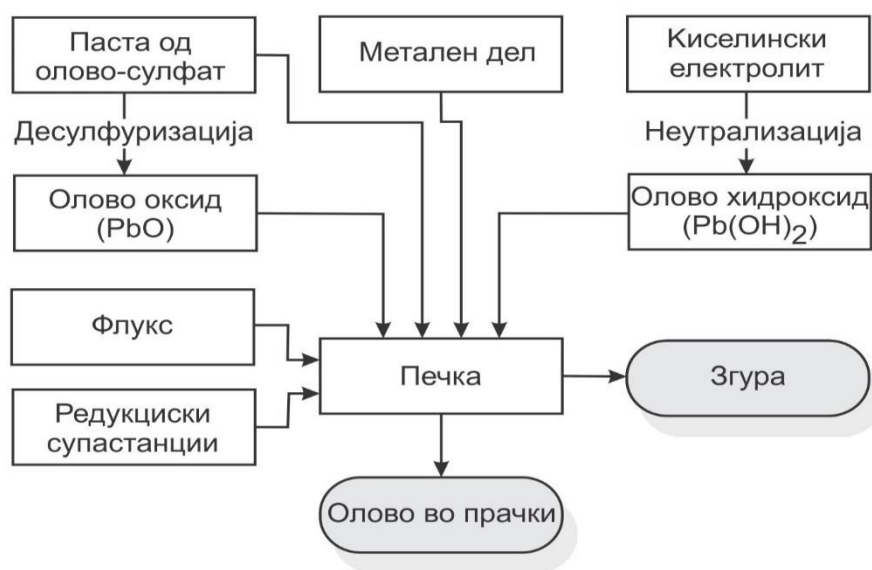 Паста од
олово-сулфат
Метален дел
Киселински
електролит
Десулфуризација
Неутрализација
Олово оксид
(PbO)
Олово хидроксид
(Pb(OH)2)
Флукс
Печка
Згура
Редукциски
супастанции
Олово во прачки